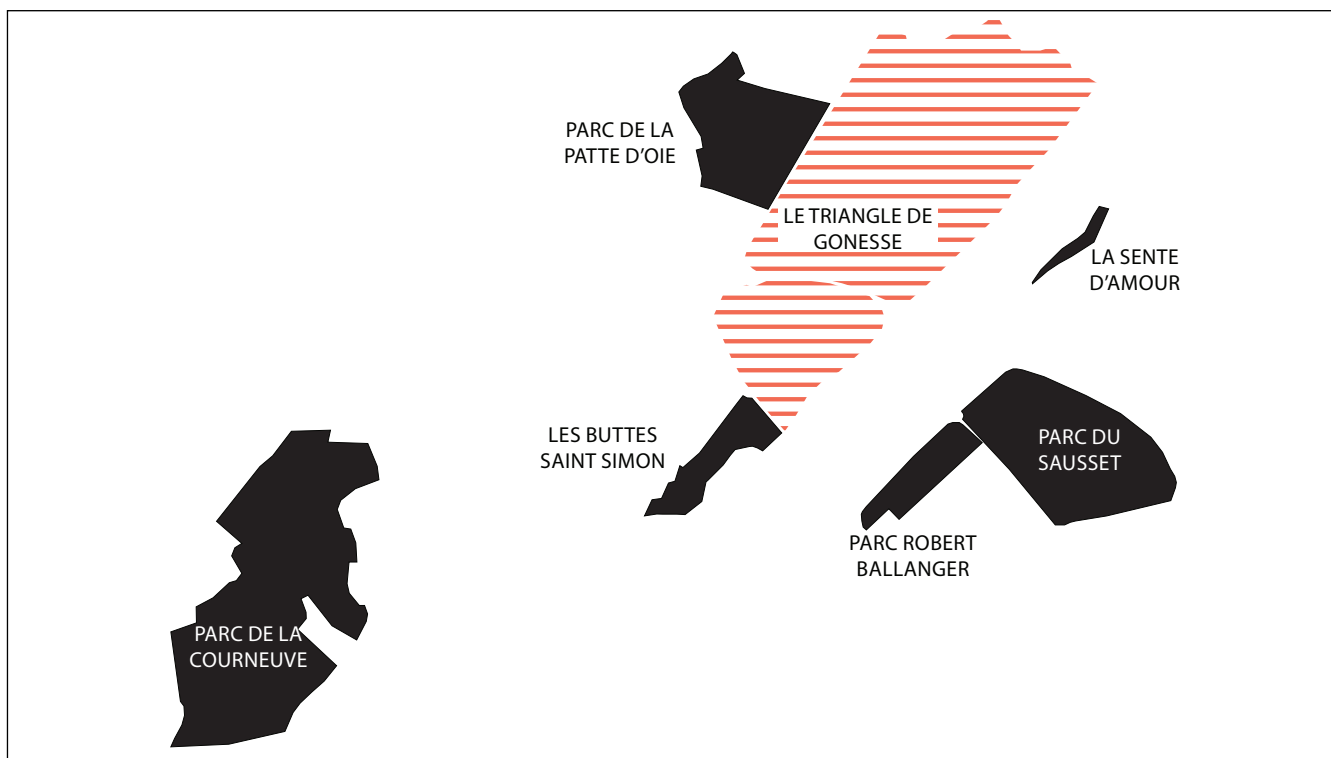 PARC DE LA
PATTE D’OIE
LE TRIANGLE DE
GONESSE
LA SENTE
D’AMOUR
LES BUTTES
SAINT SIMON
PARC DU
SAUSSET
PARC ROBERT
BALLANGER
PARC DE LA
COURNEUVE